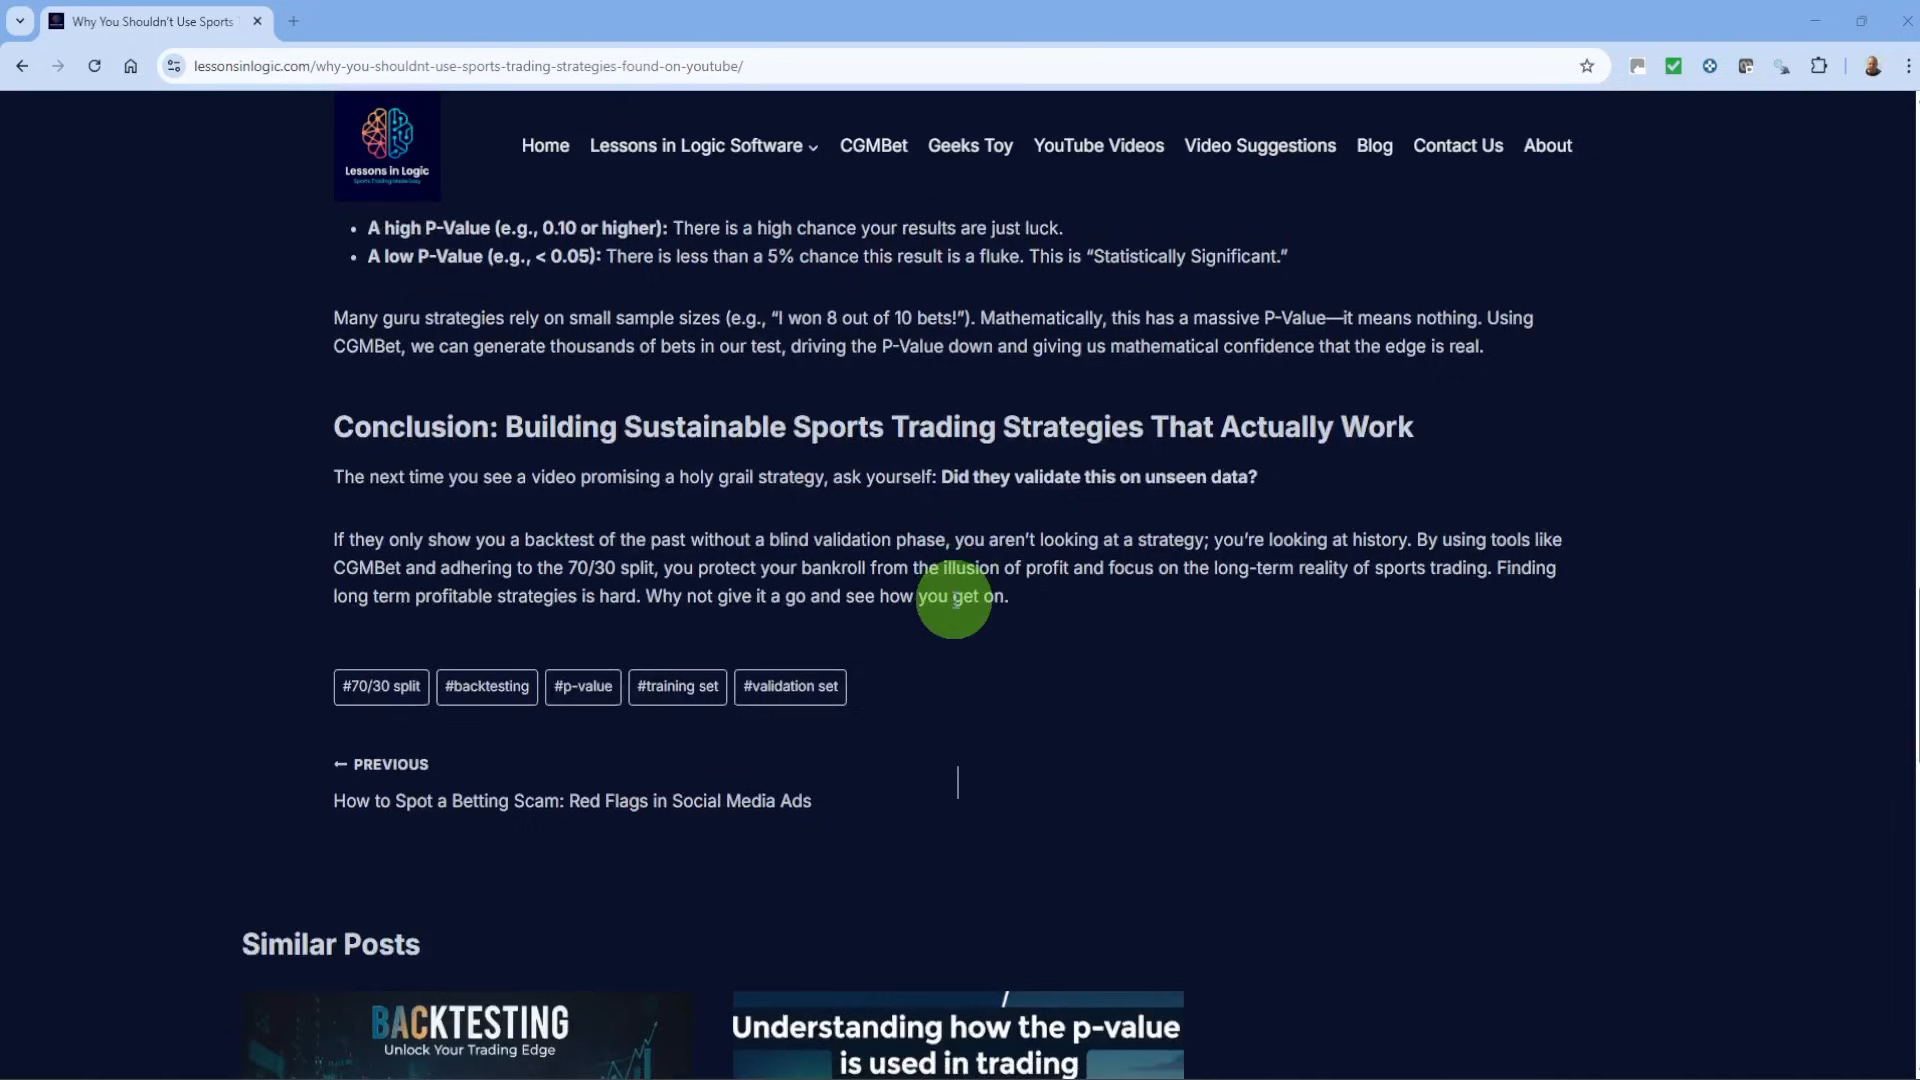 Why You Shouldn't Use Sports
lessonsinlogic.com/why-you-shouldnt-use-sports-trading-strategies-found-on-youtube/
Lessons in Logic
Sports Trading Made Easy
Home Lessons in Logic Software CGMBet Geeks Toy YouTube Videos Video Suggestions Blog Contact Us About
• A high P-Value (e.g., 0.10 or higher): There is a high chance your results are just luck.
• A low P-Value (e.g., < 0.05): There is less than a 5% chance this result is a fluke. This is “Statistically Significant.”
Many guru strategies rely on small sample sizes (e.g., “I won 8 out of 10 bets!”). Mathematically, this has a massive P-Value—it means nothing. Using
CGMBet, we can generate thousands of bets in our test, driving the P-Value down and giving us mathematical confidence that the edge is real.
Conclusion: Building Sustainable Sports Trading Strategies That Actually Work
The next time you see a video promising a holy grail strategy, ask yourself: Did they validate this on unseen data?
If they only show you a backtest of the past without a blind validation phase, you aren’t looking at a strategy; you’re looking at history. By using tools like
CGMBet and adhering to the 70/30 split, you protect your bankroll from the illusion of profit and focus on the long-term reality of sports trading. Finding
long term profitable strategies is hard. Why not give it a go and see how you get on.
#70/30 split #backtesting #p-value #training set #validation set
← PREVIOUS
How to Spot a Betting Scam: Red Flags in Social Media Ads
Similar Posts
BACKTESTING
Unlock Your Trading Edge
Understanding how the p-value
is used in trading